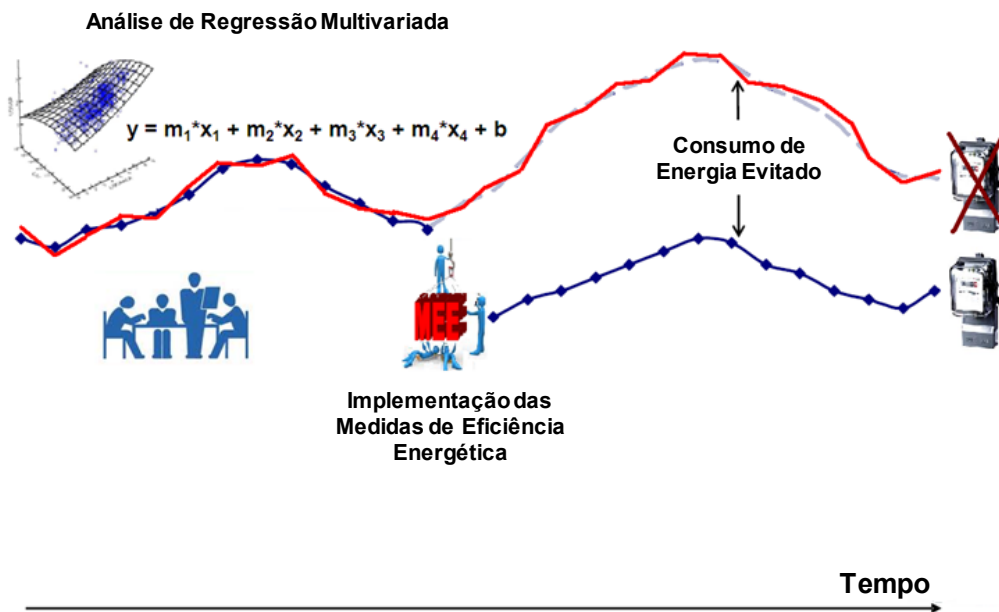 Análise de Regressão Multivariada
y = m₁*x₁ + m₂*x₂ + m₃*x₃ + m₄*x₄ + b
Consumo de
Energia Evitado
MEE
Implementação das
Medidas de Eficiência
Energética
Tempo